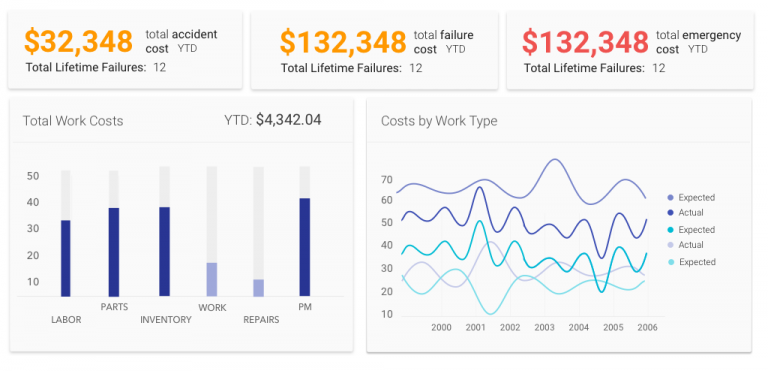 $32,348 total accident cost YTD
Total Lifetime Failures: 12
$132,348 total failure cost YTD
Total Lifetime Failures: 12
$132,348 total emergency cost YTD
Total Lifetime Failures: 12
Total Work Costs YTD: $4,342.04
50
40
30
20
10
LABOR PARTS INVENTORY WORK REPAIRS PM
Costs by Work Type
70
60
50
40
30
20
10
2000 2001 2002 2003 2004 2005 2006
Expected
Actual
Expected
Actual
Expected